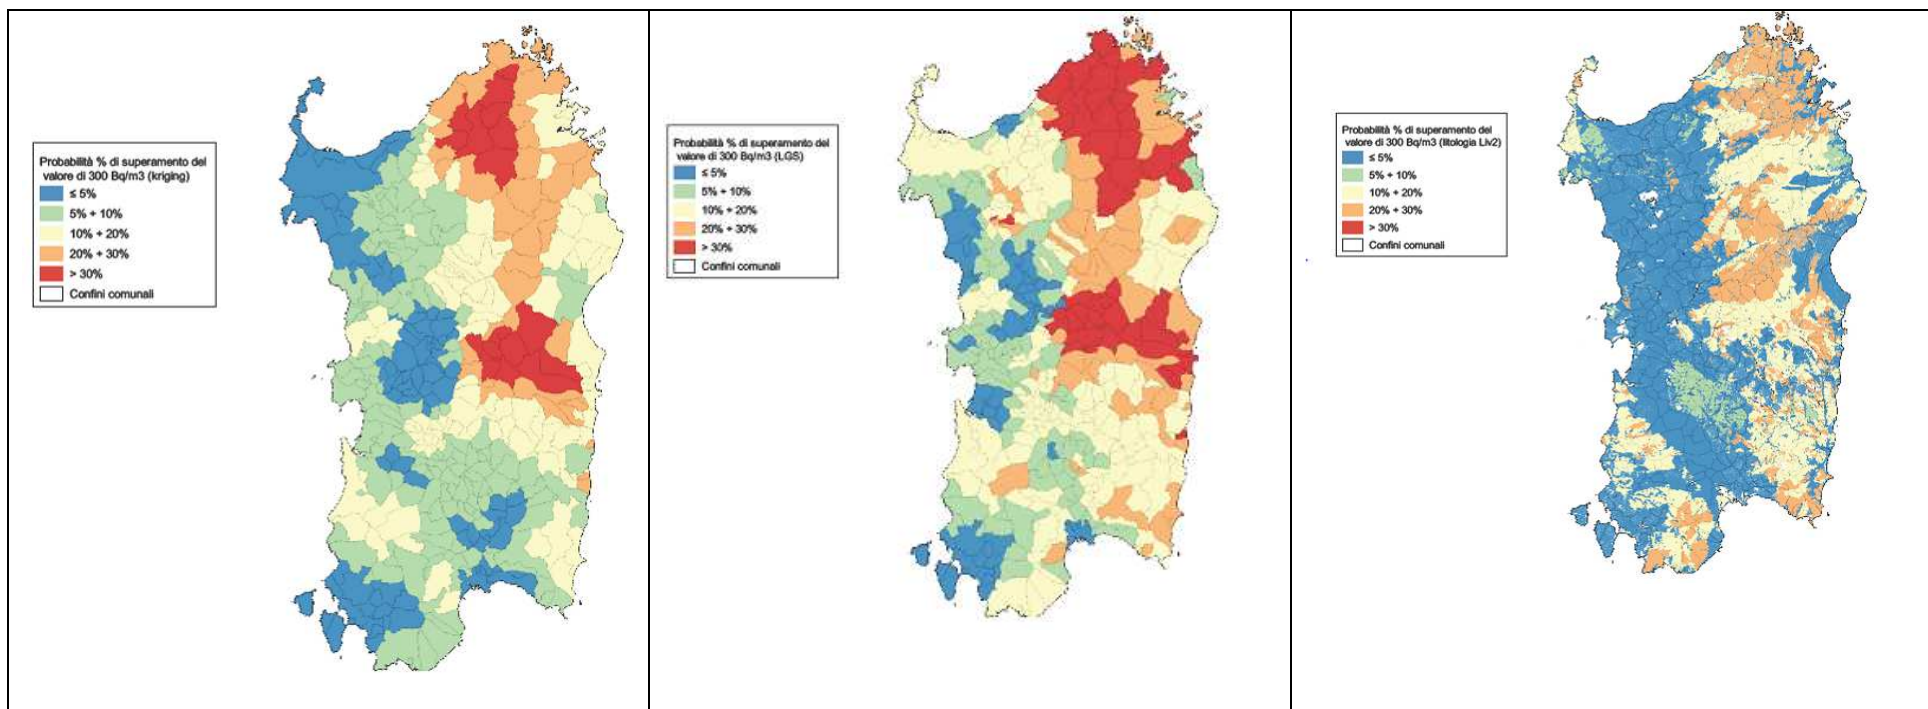 Probabilità % di superamento del
valore di 300 Bq/m3 (kriging)
≤ 5%
5% + 10%
10% + 20%
20% + 30%
> 30%
Confini comunali
Probabilità % di superamento del
valore di 300 Bq/m3 (LGS)
≤ 5%
5% + 10%
10% + 20%
20% + 30%
> 30%
Confini comunali
Probabilità % di superamento del
valore di 300 Bq/m3 (litologia Liv2)
≤ 5%
5% + 10%
10% + 20%
20% + 30%
> 30%
Confini comunali